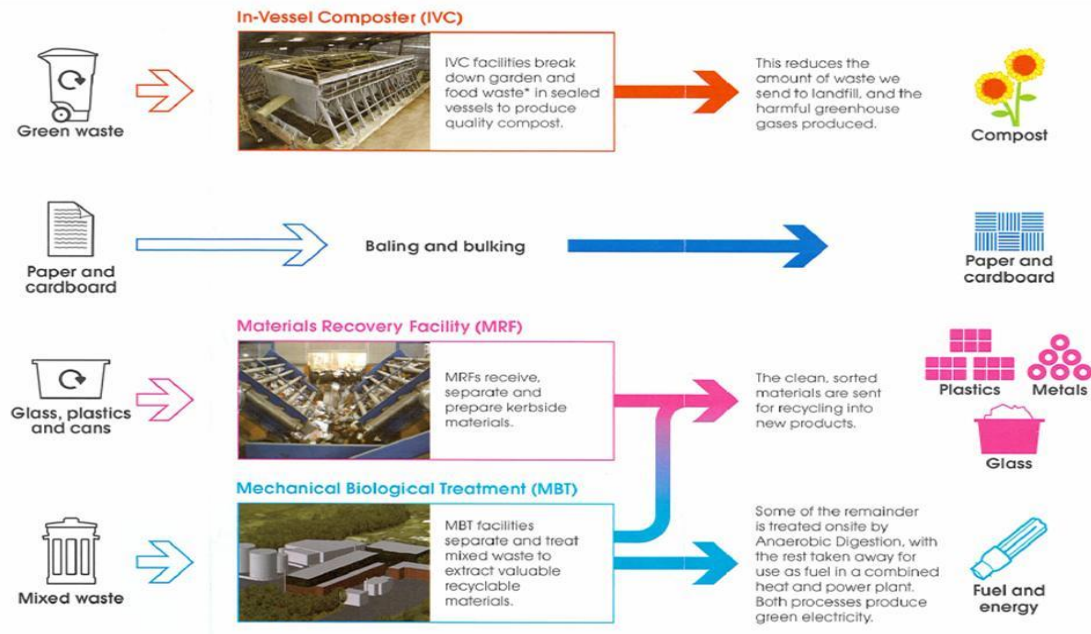 In-Vessel Composter (IVC)
Green waste
IVC facilities break
down garden and
food waste* in sealed
vessels to produce
quality compost.
This reduces the
amount of waste we
send to landfill, and the
harmful greenhouse
gases produced.
Compost
Paper and
cardboard
Baling and bulking
Paper and
cardboard
Materials Recovery Facility (MRF)
Glass, plastics
and cans
MRFs receive,
separate and
prepare kerbside
materials.
The clean, sorted
materials are sent
for recycling into
new products.
Plastics
Metals
Glass
Mechanical Biological Treatment (MBT)
Mixed waste
MBT facilities
separate and treat
mixed waste to
extract valuable
recyclable
materials.
Some of the remainder
is treated onsite by
Anaerobic Digestion, with
the rest taken away for
use as fuel in a combined
heat and power plant.
Both processes produce
green electricity.
Fuel and
energy